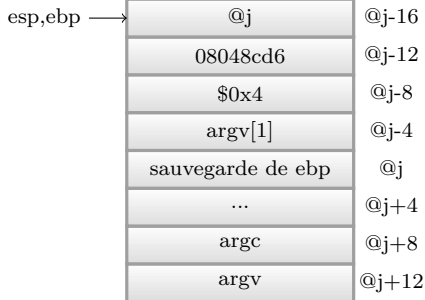 esp,ebp @j @j-16
08048cd6 @j-12
$0x4 @j-8
argv[1] @j-4
sauvegarde de ebp @j
... @j+4
argc @j+8
argv @j+12